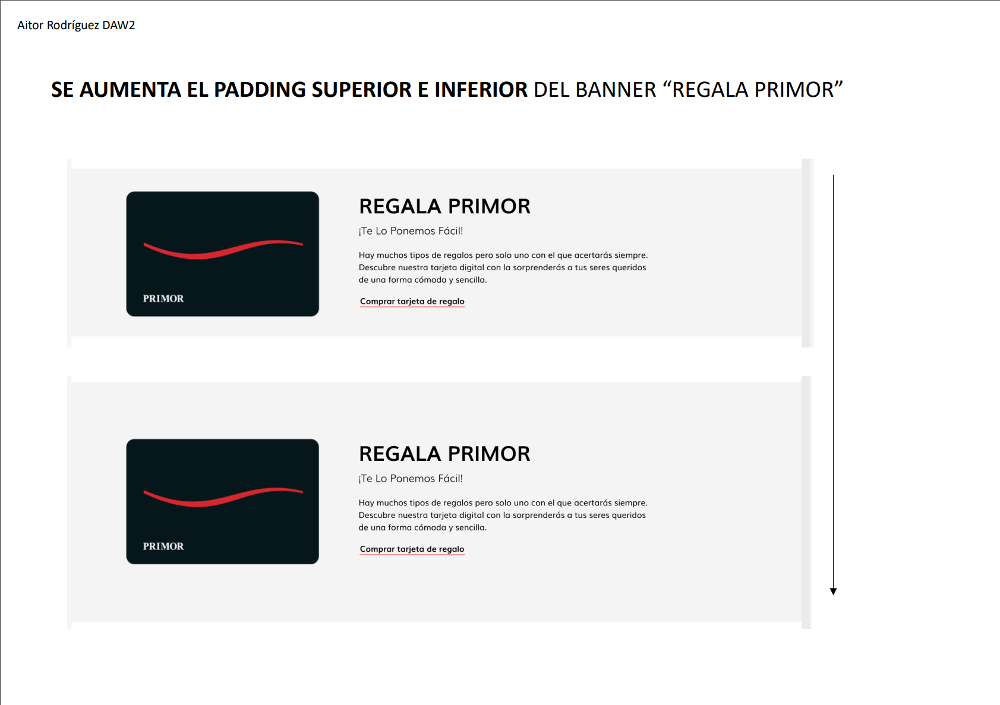 Aitor Rodríguez DAW2
SE AUMENTA EL PADDING SUPERIOR E INFERIOR DEL BANNER “REGALA PRIMOR”
REGALA PRIMOR
¡Te Lo Ponemos Fácil!
Hay muchos tipos de regalos pero solo uno con el que acertarás siempre.
Descubre nuestra tarjeta digital con la sorprenderás a tus seres queridos
de una forma cómoda y sencilla.
PRIMOR
Comprar tarjeta de regalo
REGALA PRIMOR
¡Te Lo Ponemos Fácil!
Hay muchos tipos de regalos pero solo uno con el que acertarás siempre.
Descubre nuestra tarjeta digital con la sorprenderás a tus seres queridos
de una forma cómoda y sencilla.
PRIMOR
Comprar tarjeta de regalo